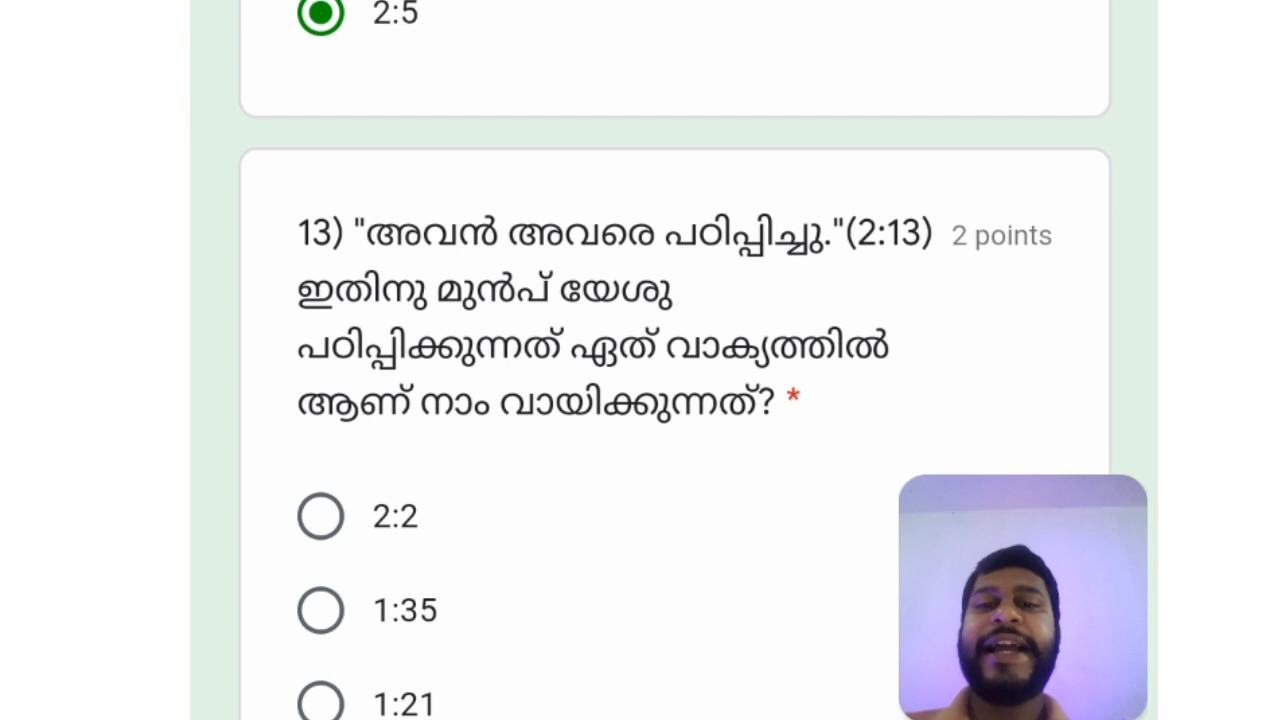 2:5
13) "അവൻ അവരെ പഠിപ്പിച്ചു."(2:13) 2 points
ഇതിനു മുൻപ് യേശു
പഠിപ്പിക്കുന്നത് ഏത് വാക്യത്തിൽ
ആണ് നാം വായിക്കുന്നത്? *
2:2
1:35
1:21